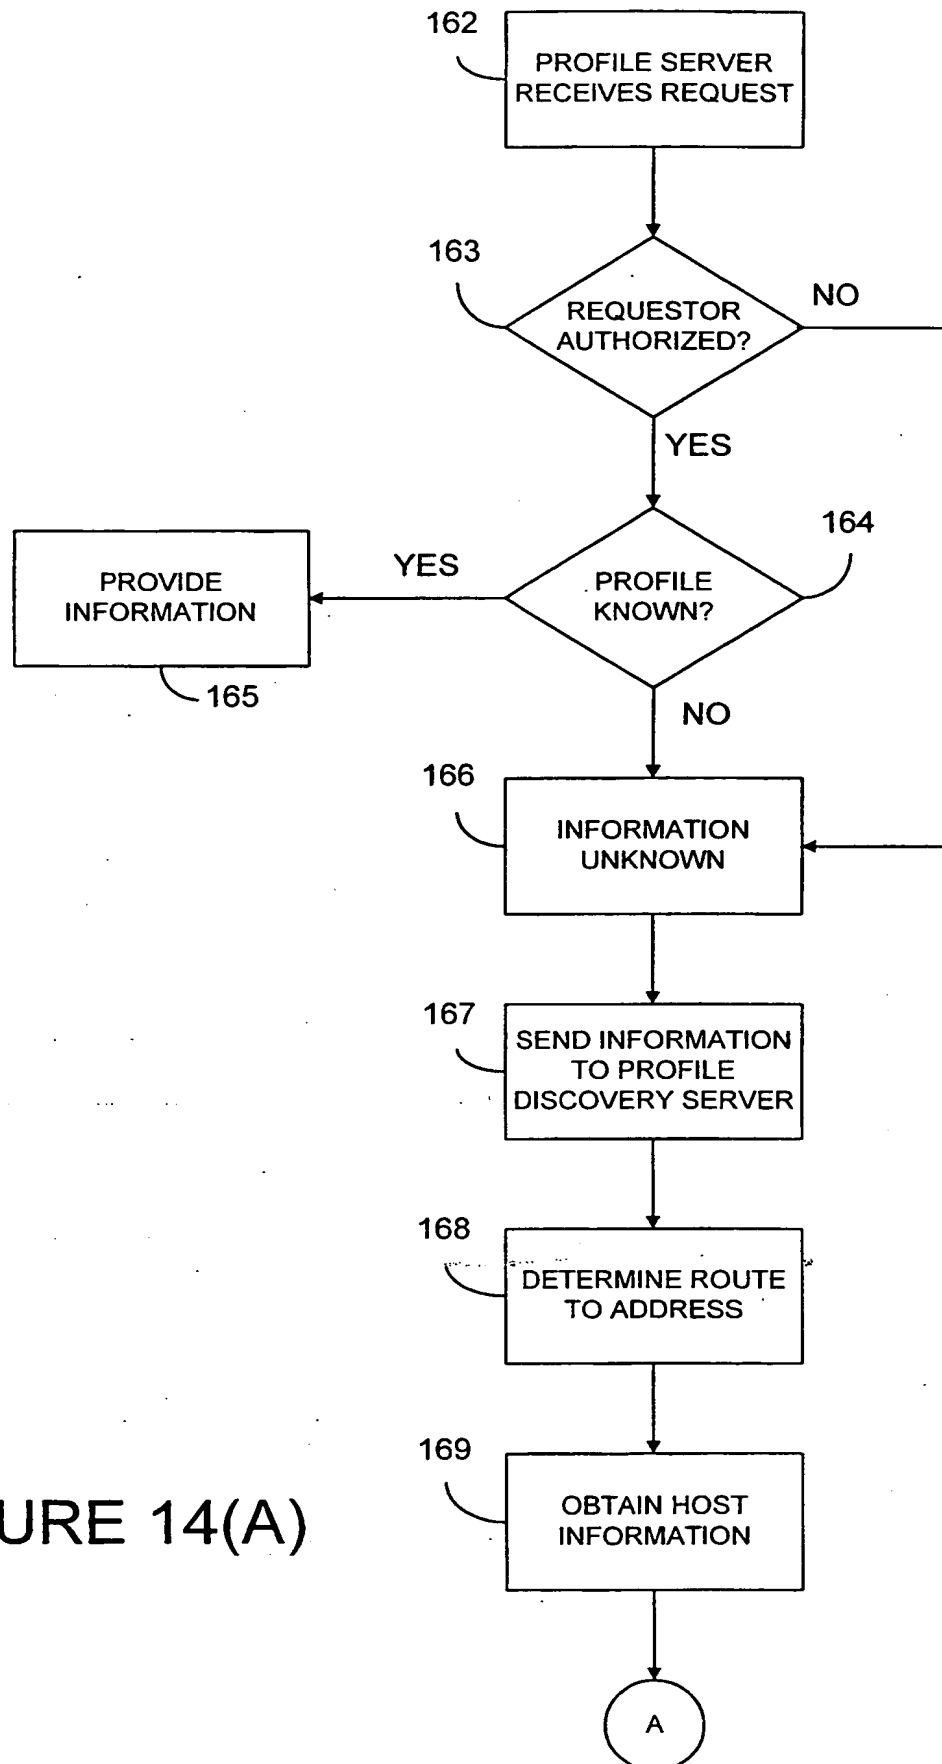 162
PROFILE SERVER
RECEIVES REQUEST
163
REQUESTOR
AUTHORIZED?
NO
YES
164
PROFILE
KNOWN?
YES
PROVIDE
INFORMATION
165
NO
166
INFORMATION
UNKNOWN
167
SEND INFORMATION
TO PROFILE
DISCOVERY SERVER
168
DETERMINE ROUTE
TO ADDRESS
169
OBTAIN HOST
INFORMATION
URE 14(A)
A